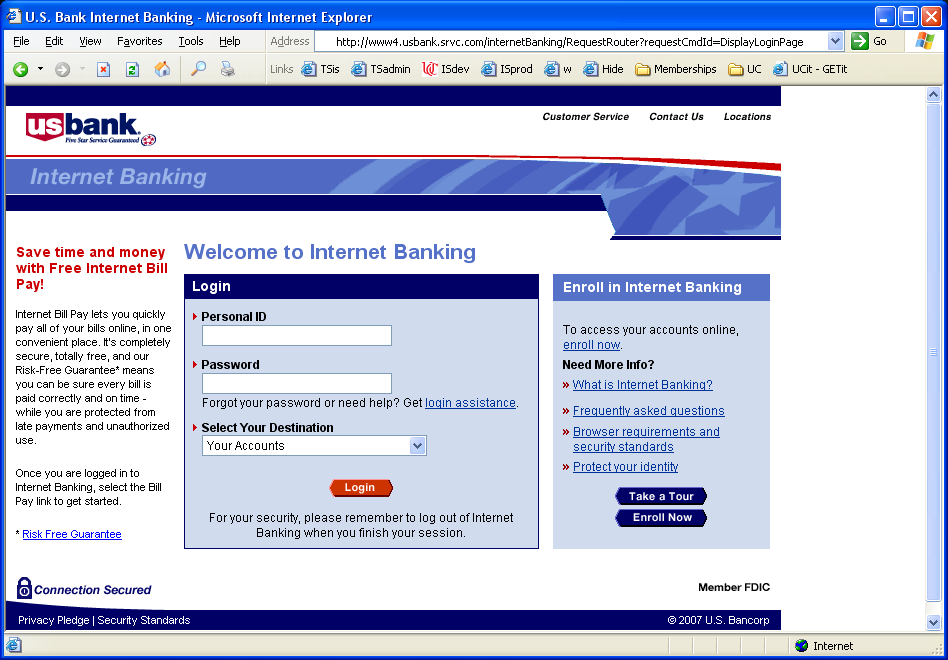 U.S. Bank Internet Banking - Microsoft Internet Explorer
File Edit View Favorites Tools Help Address http://www4.usbank.srvc.com/internetBanking/RequestRouter?requestCmdId=DisplayLoginPage Go
Links TSis TSadmin ISdev ISprod w Hide Memberships UC UCit - GETit
usbank.
Five Star Service Guaranteed
Customer Service Contact Us Locations
Internet Banking
Save time and money
with Free Internet Bill
Pay!
Internet Bill Pay lets you quickly
pay all of your bills online, in one
convenient place. It's completely
secure, totally free, and our
Risk-Free Guarantee* means
you can be sure every bill is
paid correctly and on time -
while you are protected from
late payments and unauthorized
use.
Once you are logged in to
Internet Banking, select the Bill
Pay link to get started.
* Risk Free Guarantee
Welcome to Internet Banking
Login
Personal ID
Password
Forgot your password or need help? Get login assistance.
Select Your Destination
Your Accounts
Login
For your security, please remember to log out of Internet
Banking when you finish your session.
Enroll in Internet Banking
To access your accounts online,
enroll now.
Need More Info?
» What is Internet Banking?
» Frequently asked questions
» Browser requirements and
security standards
» Protect your identity
Take a Tour
Enroll Now
Connection Secured
Member FDIC
Privacy Pledge | Security Standards
© 2007 U.S. Bancorp
Internet